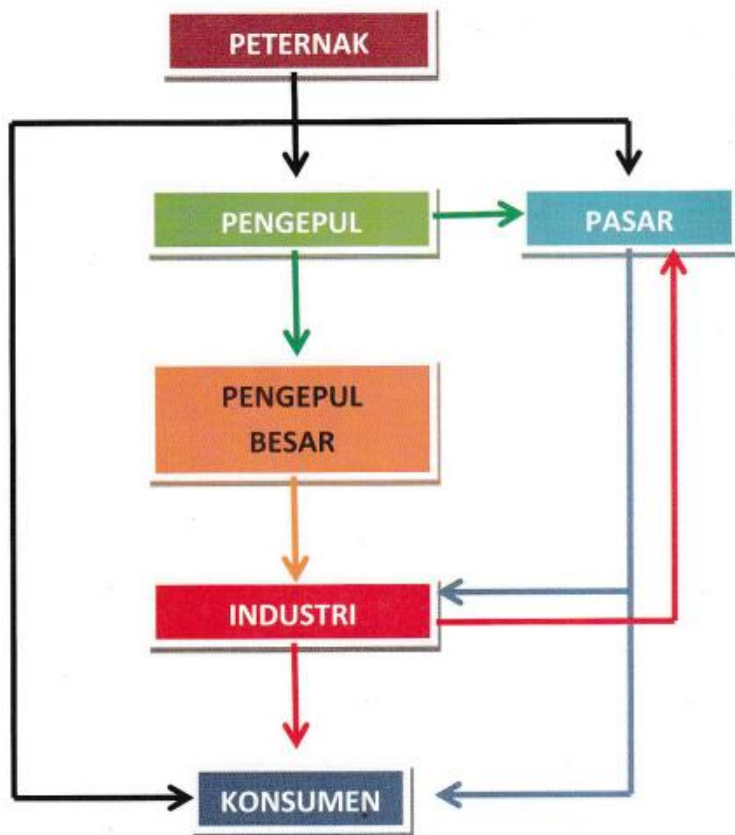 PETERNAK
PENGEPUL
PASAR
PENGEPUL
BESAR
INDUSTRI
KONSUMEN